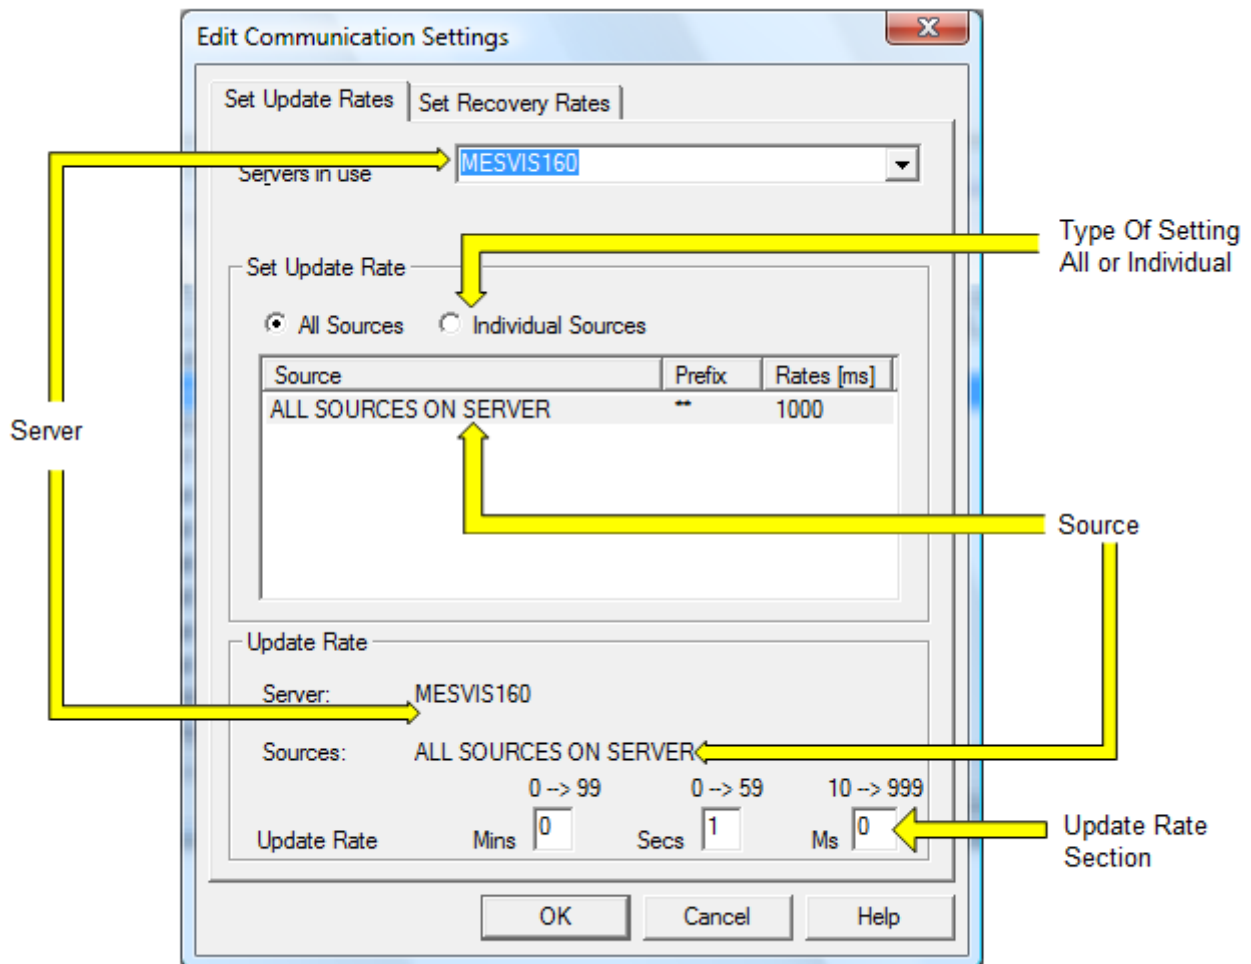 Edit Communication Settings
X
Set Update Rates
Set Recovery Rates
Servers in use
MESVIS160
Type Of Setting
All or Individual
Set Update Rate
All Sources
Individual Sources
Source Prefix Rates [ms]
ALL SOURCES ON SERVER ** 1000
Server
Source
Update Rate
Server: MESVIS160
Sources: ALL SOURCES ON SERVER
0 --> 99 0 --> 59 10 --> 999
Update Rate Mins 0 Secs 1 Ms 0
Update Rate
Section
OK Cancel Help